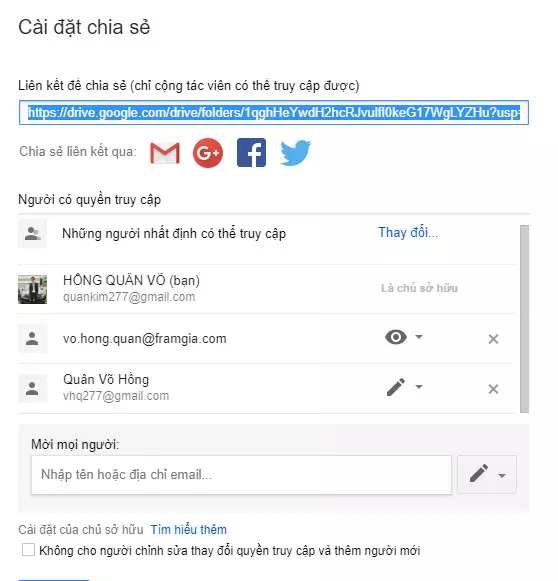 Cài đặt chia sẻ
Liên kết để chia sẻ (chỉ cộng tác viên có thể truy cập được)
https://drive.google.com/drive/folders/1qghHeYwdH2hcRJvulfl0keG17WgLYZHu?usp=
Chia sẻ liên kết qua:
Người có quyền truy cập
Những người nhất định có thể truy cập Thay đổi...
HỒNG QUÂN VÕ (bạn) Là chủ sở hữu
quankim277@gmail.com
vo.hong.quan@framgia.com
Quân Võ Hồng
vhq277@gmail.com
Mời mọi người:
Nhập tên hoặc địa chỉ email...
Cài đặt của chủ sở hữu Tìm hiểu thêm
Không cho người chỉnh sửa thay đổi quyền truy cập và thêm người mới